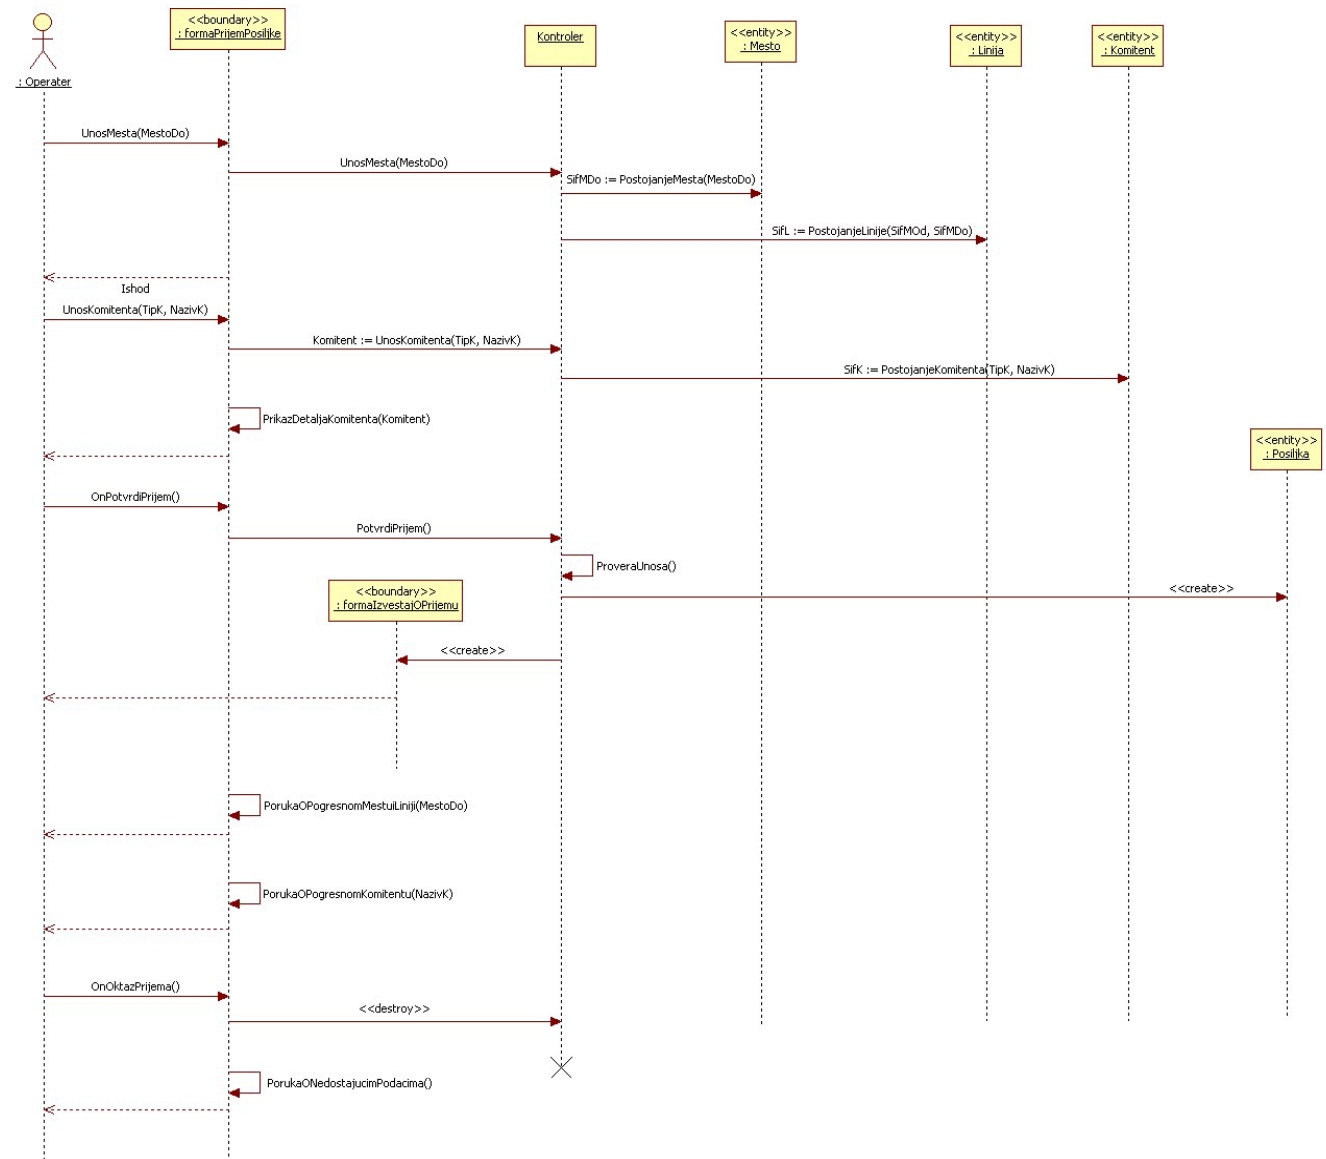 <<boundary>>
: formaPrijemPosiljke
Kontroler
<<entity>>
: Mesto
<<entity>>
: Linija
<<entity>>
: Komitent
: Operater
UnosMesta(MestoDo)
UnosMesta(MestoDo)
SifMDo := PostojanjeMesta(MestoDo)
SifL := PostojanjeLinije(SifMOd, SifMDo)
Ishod
UnosKomitenta(TipK, NazivK)
Komitent := UnosKomitenta(TipK, NazivK)
SifK := PostojanjeKomitenta(TipK, NazivK)
PrikazDetaljaKomitenta(Komitent)
<<entity>>
: Posiljka
OnPotvrdiPrijem()
PotvrdiPrijem()
ProveraUnosa()
<<boundary>>
: formaIzvestajOPrijemu
<<create>>
<<create>>
PorukaOPogresnomMestuiLiniji(MestoDo)
PorukaOPogresnomKomitentu(NazivK)
OnOktazPrijema()
<<destroy>>
PorukaONedostajucimPodacima()